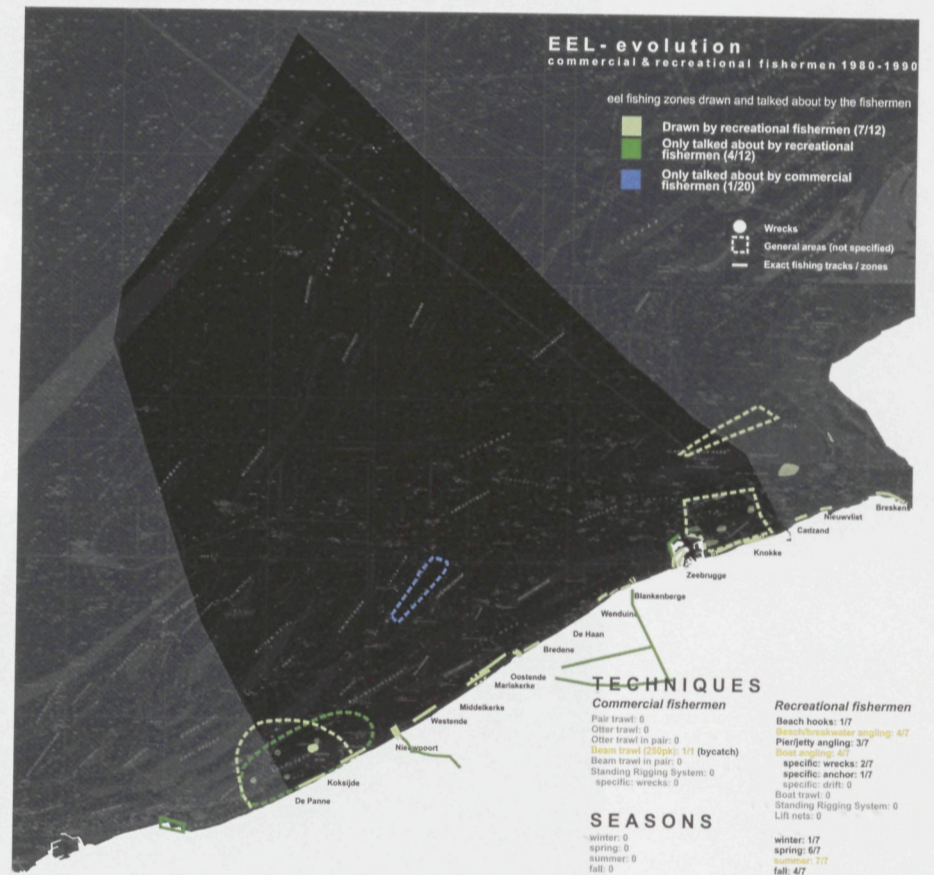 EEL- evolution
commercial & recreational fishermen 1980-1990
eel fishing zones drawn and talked about by the fishermen
Drawn by recreational fishermen (7/12)
Only talked about by recreational
fishermen (4/12)
Only talked about by commercial
fishermen (1/20)
Wrecks
General areas (not specified)
Exact fishing tracks / zones
Breskens
Nieuwvliet
Cadzand
Knokke
Zeebrugge
Blankenberge
Wenduine
De Haan
Bredene
Oostende
Mariakerke
Middelkerke
Westende
Nieuwpoort
Koksijde
De Panne
TECHNIQUES
Commercial fishermen
Pair trawl: 0
Otter trawl: 0
Otter trawl in pair: 0
Beam trawl (250pk): 1/1 (bycatch)
Beam trawl in pair: 0
Standing Rigging System: 0
specific: wrecks: 0
Recreational fishermen
Beach hooks: 1/7
Beach/breakwater angling: 4/7
Pier/jetty angling: 3/7
Boat angling: 4/7
specific: wrecks: 2/7
specific: anchor: 1/7
specific: drift: 0
Boat trawl: 0
Standing Rigging System: 0
Lift nets: 0
SEASONS
winter: 0
spring: 0
summer: 0
fall: 0
winter: 1/7
spring: 6/7
summer: 7/7
fall: 4/7